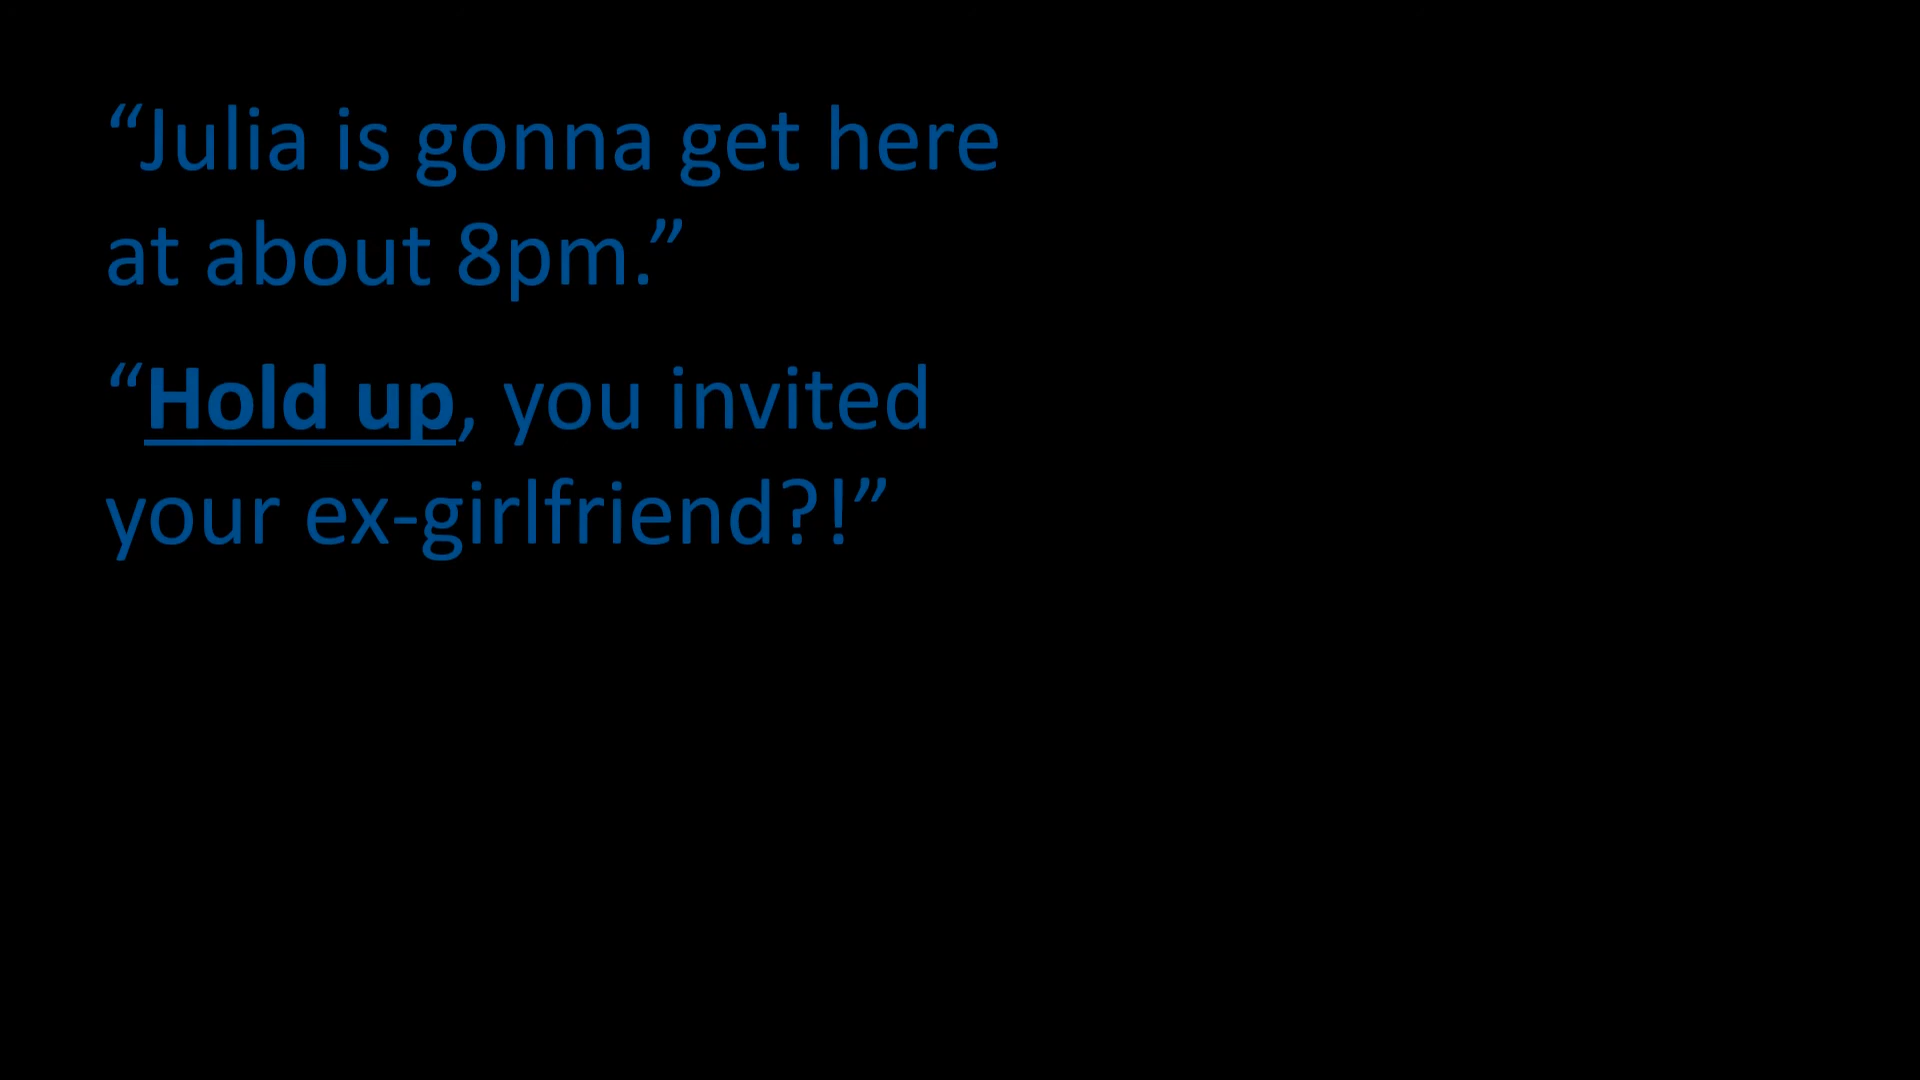 “Julia is gonna get here
at about 8pm.”
“Hold up, you invited
your ex-girlfriend?!”